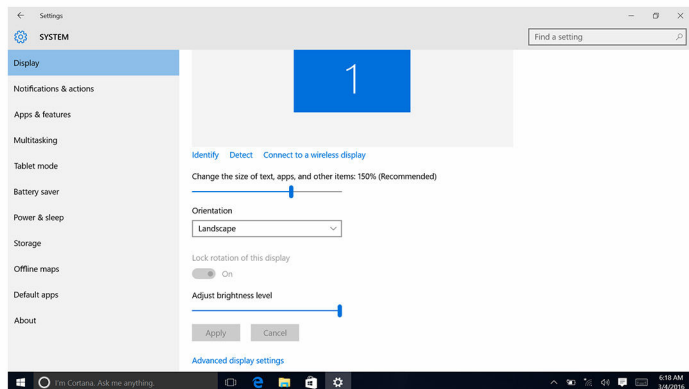 Settings
SYSTEM
Find a setting
Display
Notifications & actions
Apps & features
Multitasking
Tablet mode
Battery saver
Power & sleep
Storage
Offline maps
Default apps
About
1
Identify Detect Connect to a wireless display
Change the size of text, apps, and other items: 150% (Recommended)
Orientation
Landscape
Lock rotation of this display
On
Adjust brightness level
Apply Cancel
Advanced display settings
I'm Cortana. Ask me anything.
6:18 AM
3/4/2016